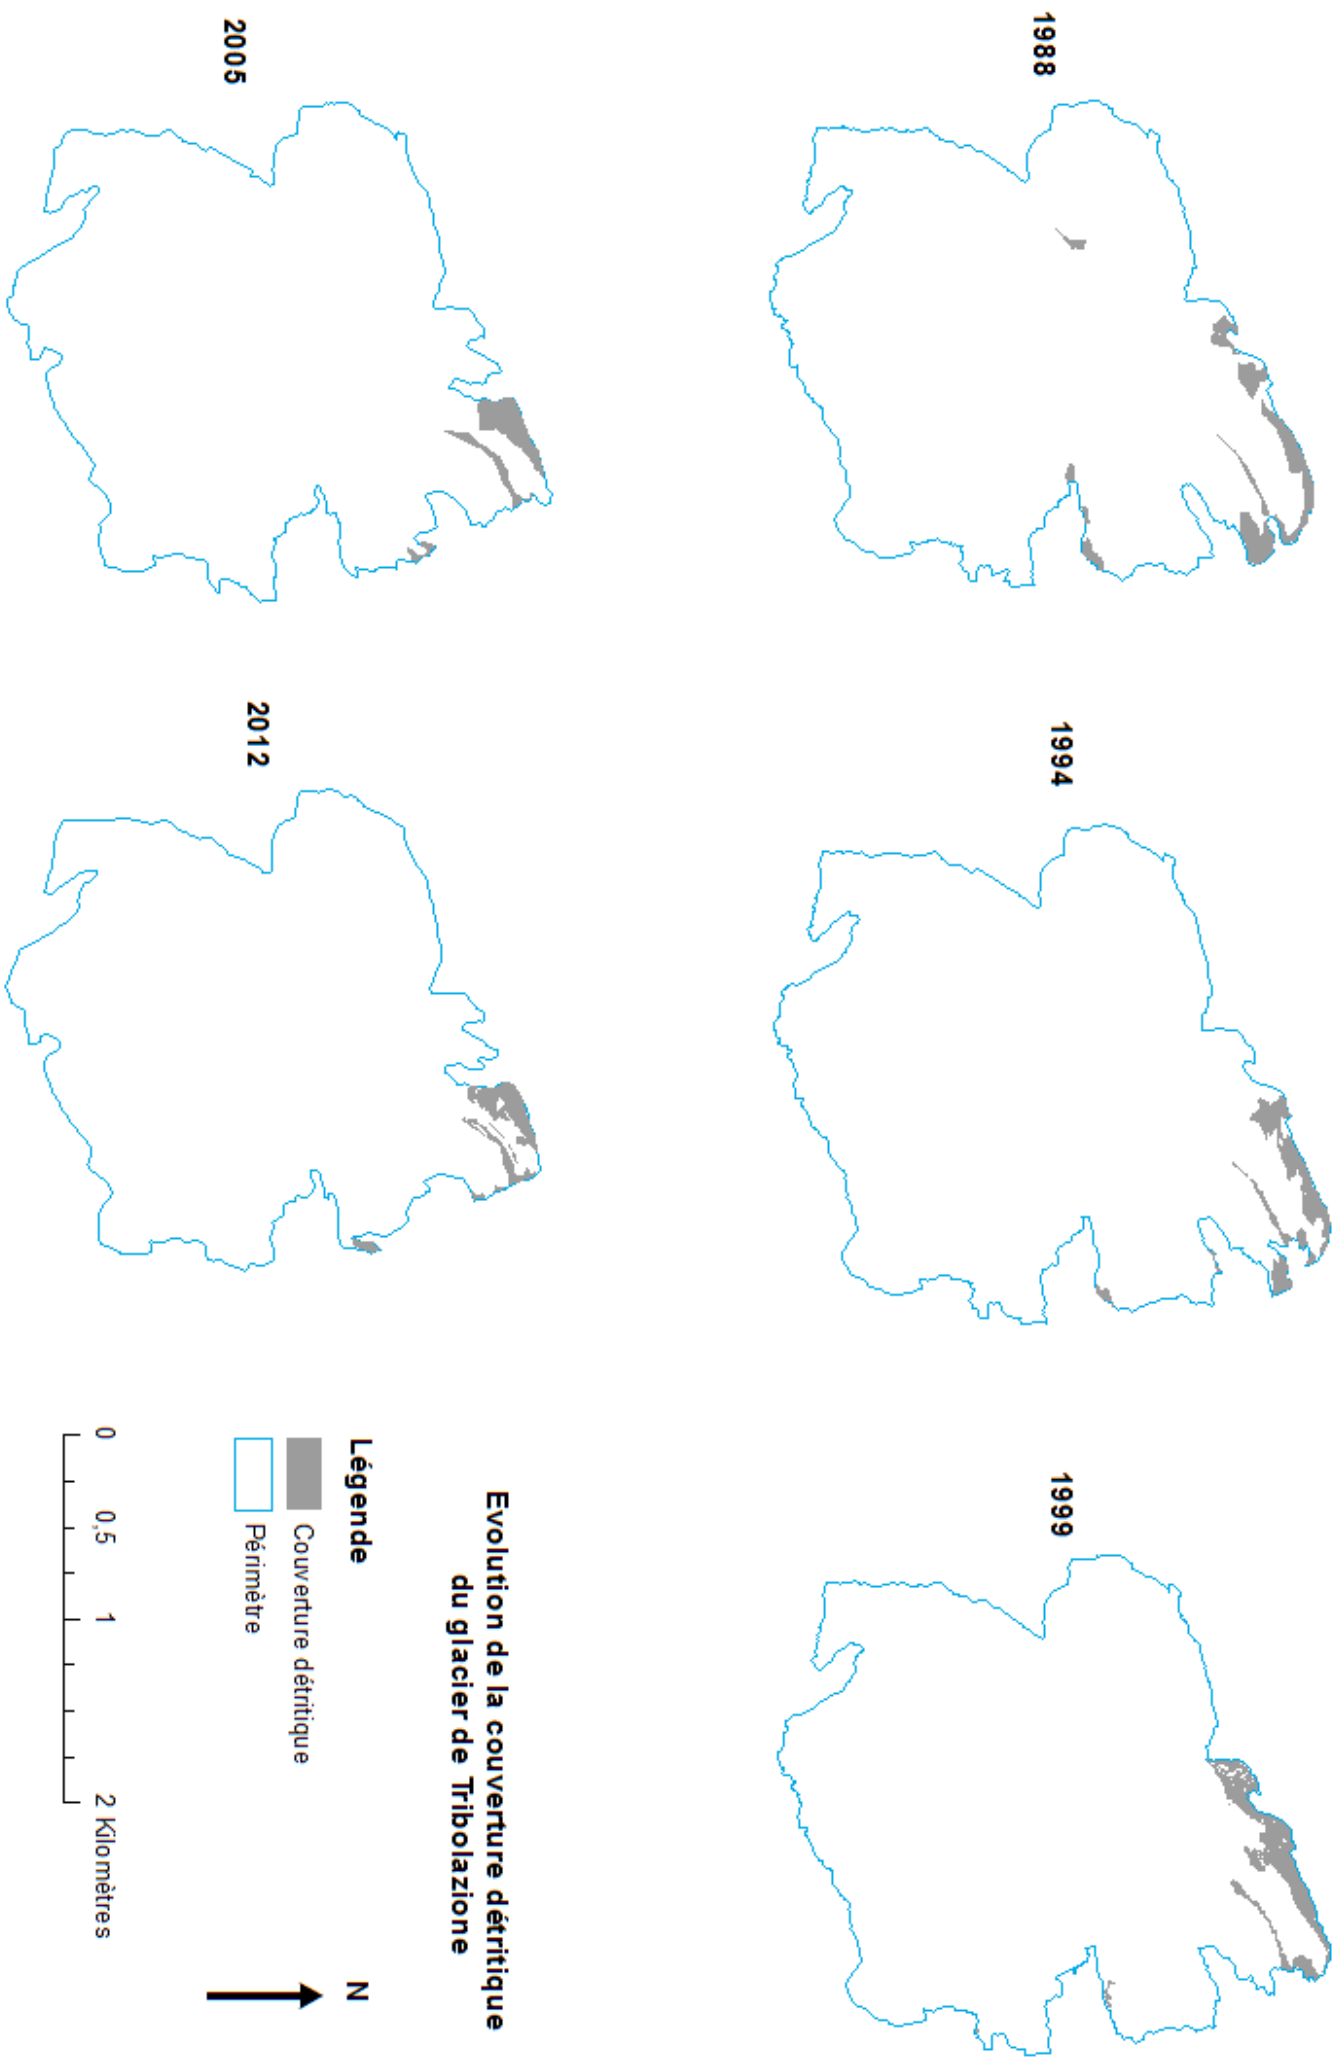 1988
1994
1999
2005
2012
Evolution de la couverture détritique
du glacier de Tribolazione
Légende
Couverture détritique
Périmètre
N
0 0,5 1 2 Kilomètres